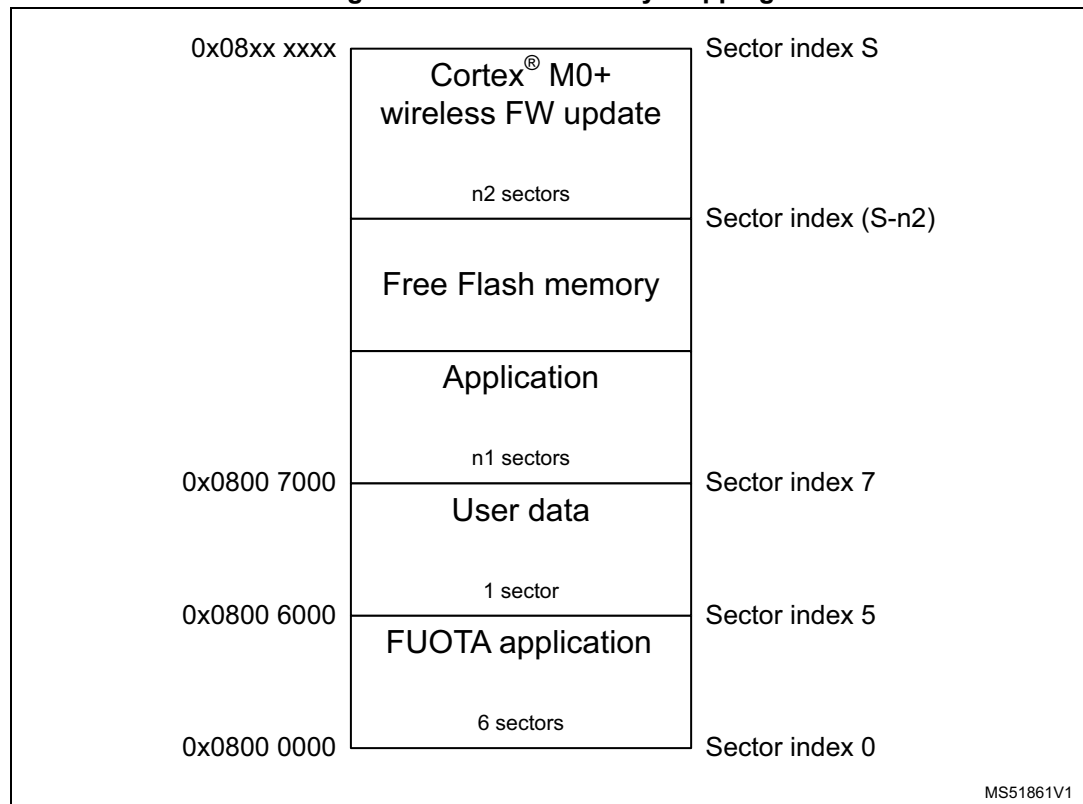 0x08xx xxxx
Sector index S
Cortex® M0+
wireless FW update
n2 sectors
Sector index (S-n2)
Free Flash memory
Application
n1 sectors
0x0800 7000
Sector index 7
User data
1 sector
0x0800 6000
Sector index 5
FUOTA application
6 sectors
0x0800 0000
Sector index 0
MS51861V1